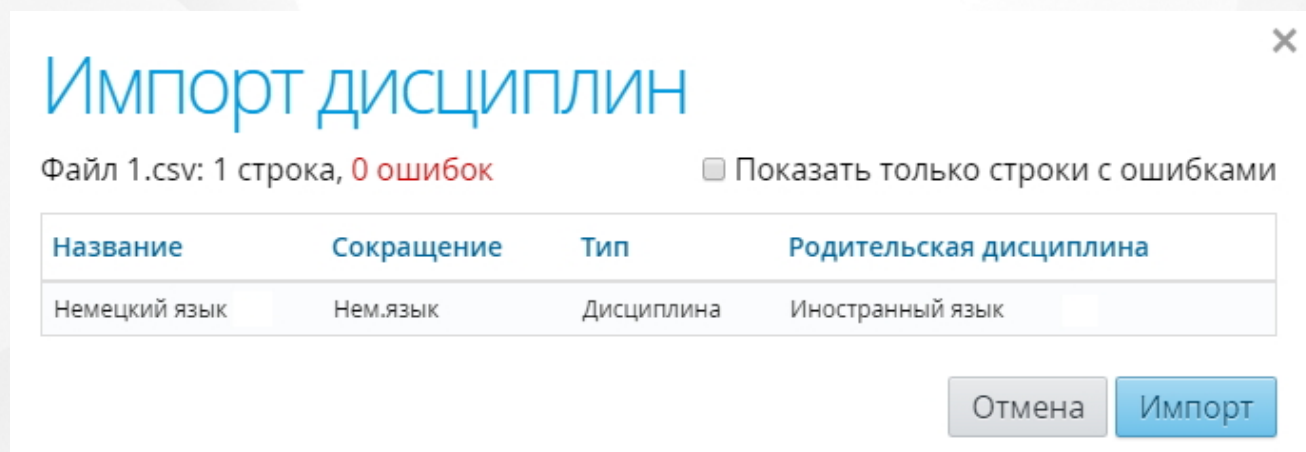 Импорт дисциплин
Файл 1.csv: 1 строка, 0 ошибок Показать только строки с ошибками
Название Сокращение Тип Родительская дисциплина
Немецкий язык Нем.язык Дисциплина Иностранный язык
Отмена Импорт